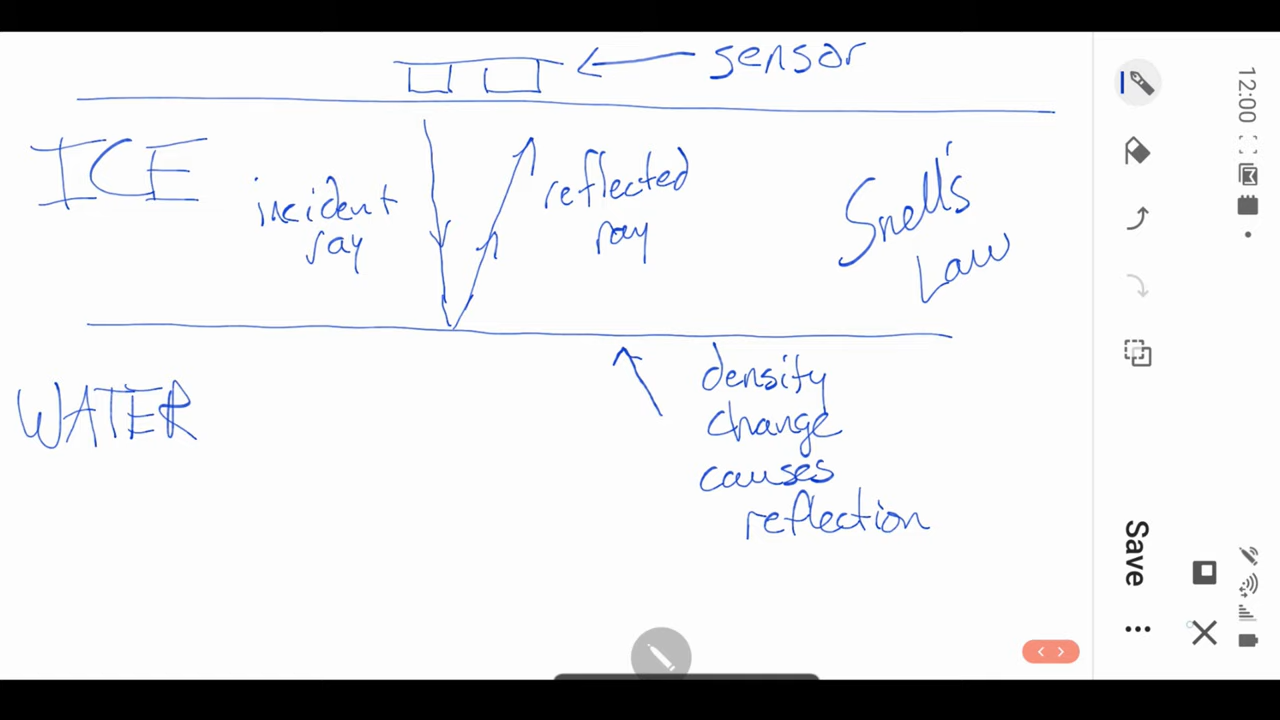 sensor
ICE
incident
ray
reflected
ray
Snell's
Law
WATER
density
change
causes
reflection
12:00
Save